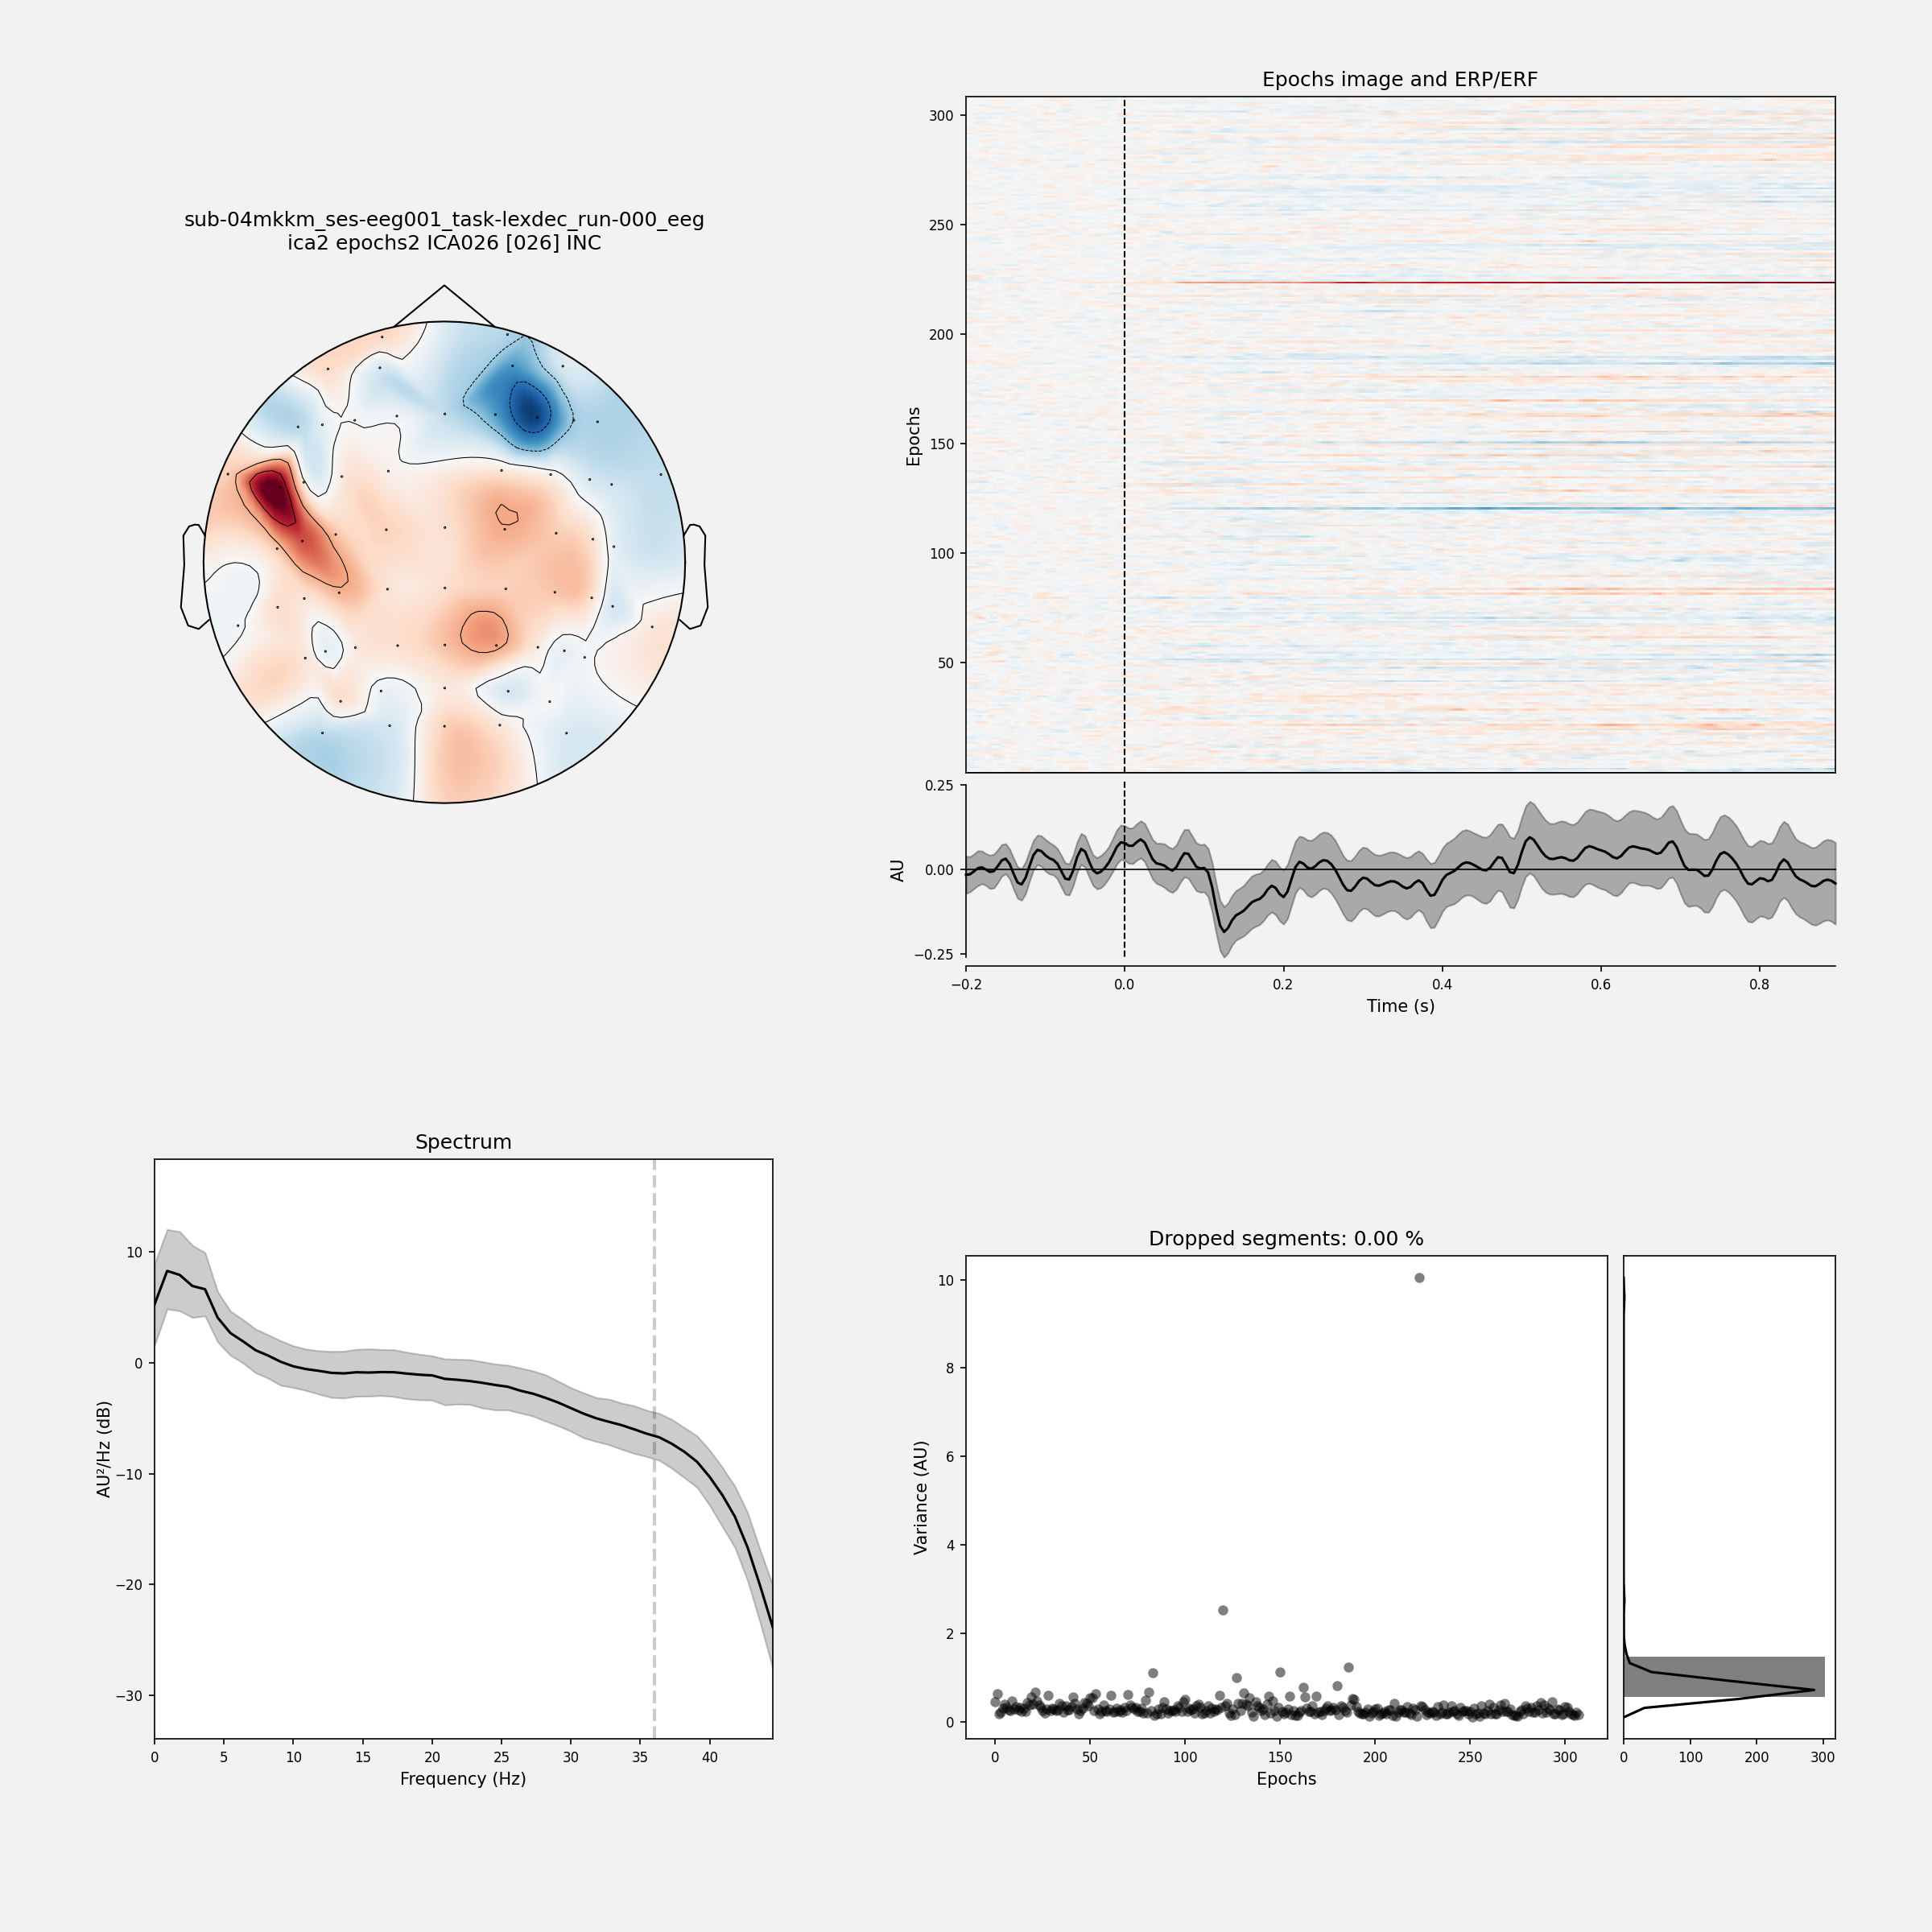 sub-04mkkm_ses-eeg001_task-lexdec_run-000_eeg
ica2 epochs2 ICA026 [026] INC
Epochs image and ERP/ERF
Epochs
300
250
200
150
100
50
AU
0.25
0.00
−0.25
−0.2 0.0 0.2 0.4 0.6 0.8
Time (s)
Spectrum
AU²/Hz (dB)
10
0
−10
−20
−30
0 5 10 15 20 25 30 35 40
Frequency (Hz)
Dropped segments: 0.00 %
Variance (AU)
10
8
6
4
2
0
0 50 100 150 200 250 300
Epochs
0 100 200 300